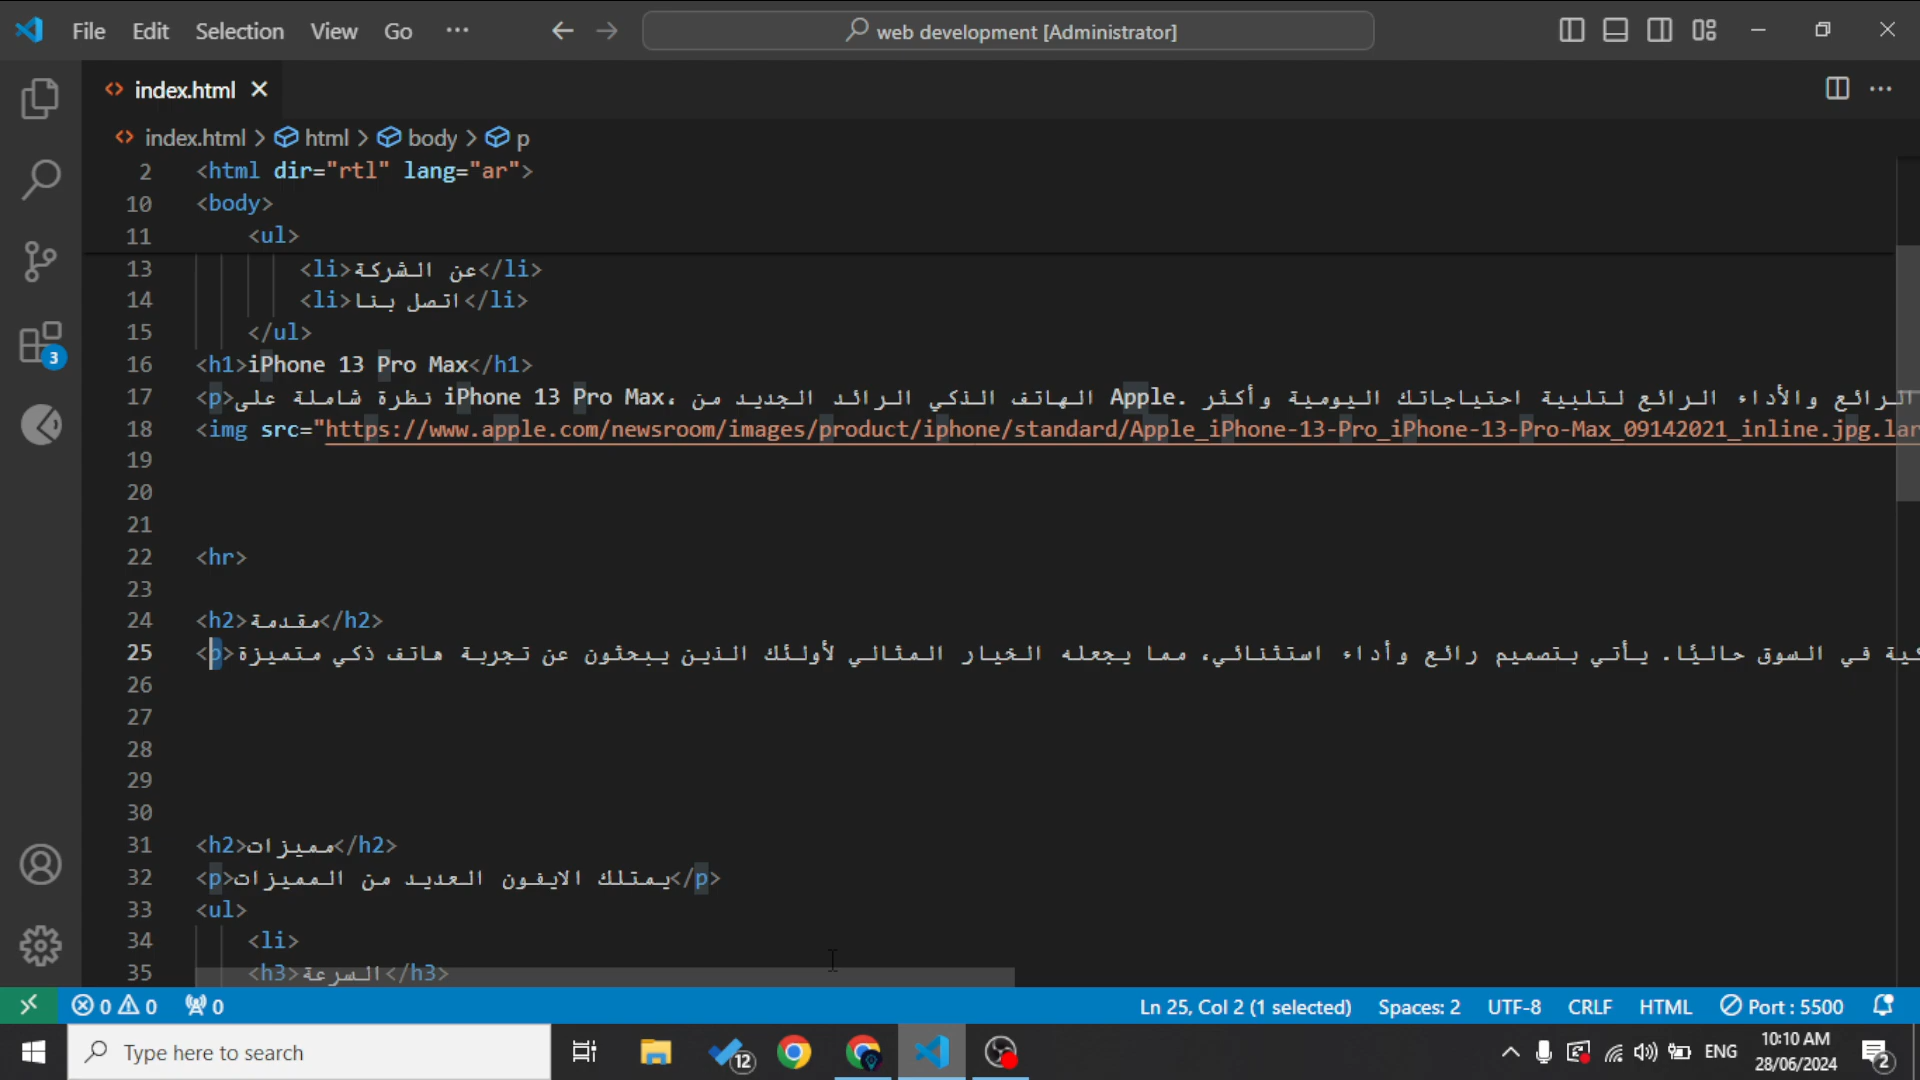 File Edit Selection View Go ··· web development [Administrator]
index.html
index.html > html > body > p
2 <html dir="rtl" lang="ar">
10 <body>
11 <ul>
13 <li>عن الشركة</li>
14 <li>اتصل بنا</li>
15 </ul>
16 <h1>iPhone 13 Pro Max</h1>
17 <p>نظرة شاملة على iPhone 13 Pro Max، الهاتف الذكي الرائد الجديد من Apple. الرائع والأداء الرائع لتلبية احتياجاتك اليومية وأكثر
18 <img src="https://www.apple.com/newsroom/images/product/iphone/standard/Apple_iPhone-13-Pro_iPhone-13-Pro-Max_09142021_inline.jpg.lar
19
20
21
22 <hr>
23
24 <h2>مقدمة</h2>
25 <p>في السوق حاليًا. يأتي بتصميم رائع وأداء استثنائي، مما يجعله الخيار المثالي لأولئك الذين يبحثون عن تجربة هاتف ذكي متميزة
26
27
28
29
30
31 <h2>مميزات</h2>
32 <p>يمتلك الايفون العديد من المميزات</p>
33 <ul>
34 <li>
35 <h3>السرعة</h3>
3
0 0 0 Ln 25, Col 2 (1 selected) Spaces: 2 UTF-8 CRLF HTML Port : 5500
Type here to search 12 ENG 10:10 AM
28/06/2024 2